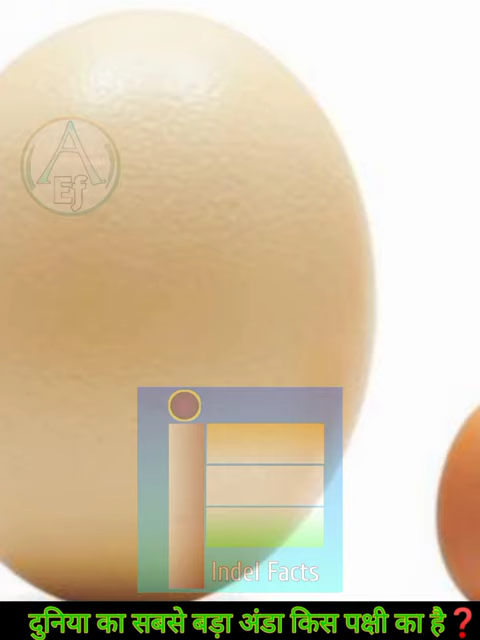 A
Ef
Indel Facts
दुनिया का सबसे बड़ा अंडा किस पक्षी का है❓